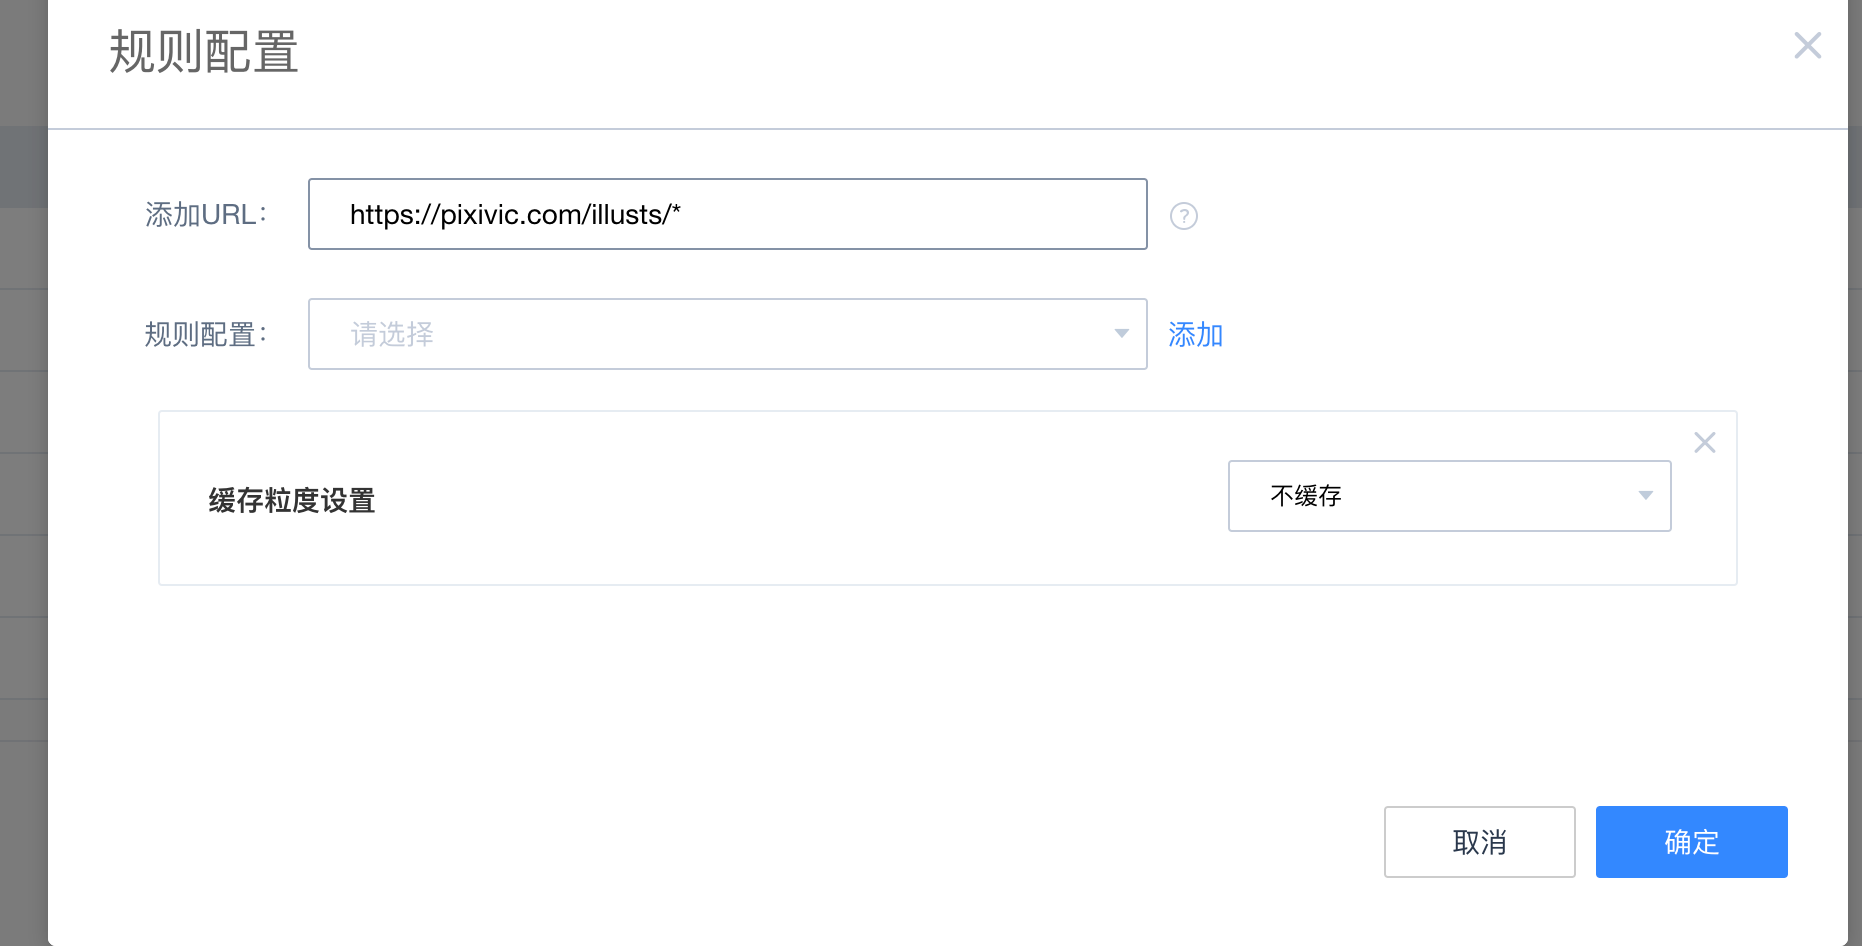 规则配置
添加URL：
https://pixivic.com/illusts/*
?
规则配置：
请选择
添加
缓存粒度设置
不缓存
取消
确定